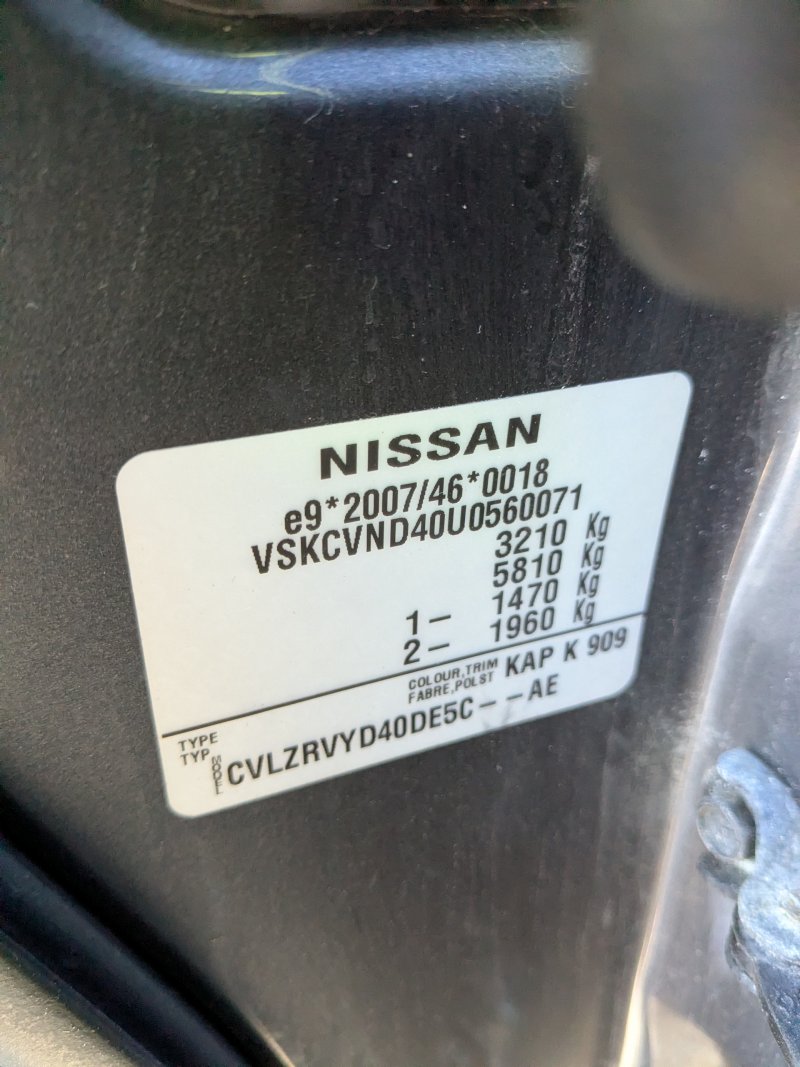 NISSAN
e9*2007/46*0018
VSKCVND40U0560071
3210 Kg
5810 Kg
1- 1470 Kg
2- 1960 Kg
COLOUR,TRIM KAP K 909
FABRE,POLST
TYPE
TYP
MODEL CVLZRVYD40DE5C--AE